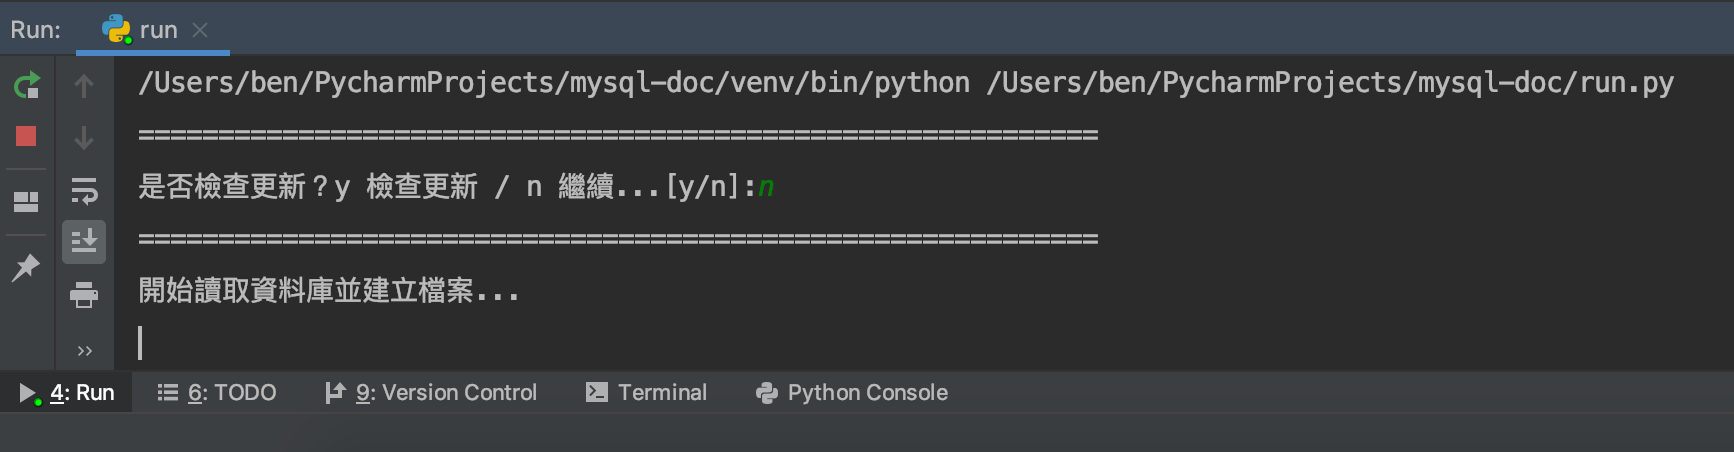 Run: run
/Users/ben/PycharmProjects/mysql-doc/venv/bin/python /Users/ben/PycharmProjects/mysql-doc/run.py
============================================================
是否檢查更新？y 檢查更新 / n 繼續...[y/n]:n
============================================================
開始讀取資料庫並建立檔案...
4: Run 6: TODO 9: Version Control Terminal Python Console